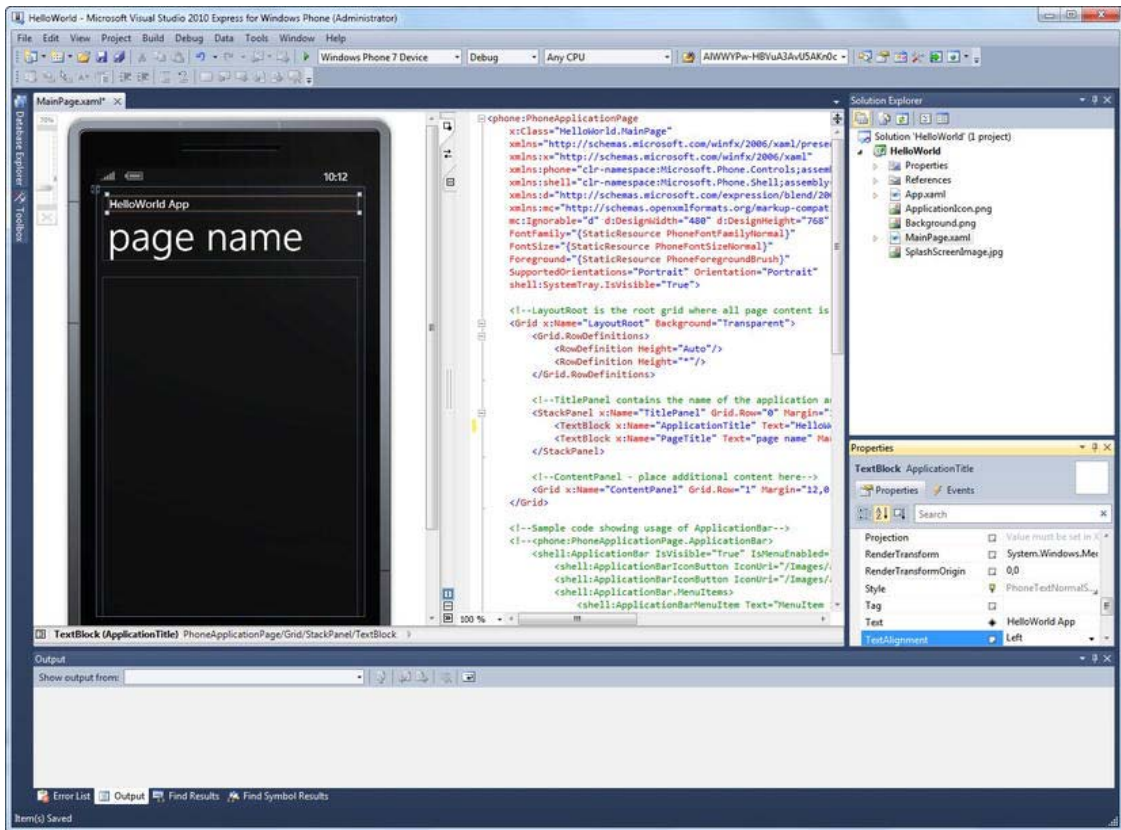 HelloWorld - Microsoft Visual Studio 2010 Express for Windows Phone (Administrator)
File Edit View Project Build Debug Data Tools Window Help
Windows Phone 7 Device Debug Any CPU AIWWYPw-HBVuA3AvU5AKn0c
Database Explorer
Toolbox
MainPage.xaml*
70%
10:12
HelloWorld App
page name
<phone:PhoneApplicationPage
x:Class="HelloWorld.MainPage"
xmlns="http://schemas.microsoft.com/winfx/2006/xaml/prese
xmlns:x="http://schemas.microsoft.com/winfx/2006/xaml"
xmlns:phone="clr-namespace:Microsoft.Phone.Controls;assem
xmlns:shell="clr-namespace:Microsoft.Phone.Shell;assembly
xmlns:d="http://schemas.microsoft.com/expression/blend/20
xmlns:mc="http://schemas.openxmlformats.org/markup-compat
mc:Ignorable="d" d:DesignWidth="480" d:DesignHeight="768"
FontFamily="{StaticResource PhoneFontFamilyNormal}"
FontSize="{StaticResource PhoneFontSizeNormal}"
Foreground="{StaticResource PhoneForegroundBrush}"
SupportedOrientations="Portrait" Orientation="Portrait"
shell:SystemTray.IsVisible="True">
<!--LayoutRoot is the root grid where all page content is
<Grid x:Name="LayoutRoot" Background="Transparent">
<Grid.RowDefinitions>
<RowDefinition Height="Auto"/>
<RowDefinition Height="*"/>
</Grid.RowDefinitions>
<!--TitlePanel contains the name of the application a
<StackPanel x:Name="TitlePanel" Grid.Row="0" Margin="
<TextBlock x:Name="ApplicationTitle" Text="HelloW
<TextBlock x:Name="PageTitle" Text="page name" Ma
</StackPanel>
<!--ContentPanel - place additional content here-->
<Grid x:Name="ContentPanel" Grid.Row="1" Margin="12,0
</Grid>
<!--Sample code showing usage of ApplicationBar-->
<!--<phone:PhoneApplicationPage.ApplicationBar>
<shell:ApplicationBar IsVisible="True" IsMenuEnabled=
<shell:ApplicationBarIconButton IconUri="/Images/
<shell:ApplicationBarIconButton IconUri="/Images/
<shell:ApplicationBar.MenuItems>
<shell:ApplicationBarMenuItem Text="MenuItem
100 %
TextBlock (ApplicationTitle) PhoneApplicationPage/Grid/StackPanel/TextBlock
Solution Explorer
Solution 'HelloWorld' (1 project)
HelloWorld
Properties
References
App.xaml
ApplicationIcon.png
Background.png
MainPage.xaml
SplashScreenImage.jpg
Properties
TextBlock ApplicationTitle
Properties Events
Search
Projection Value must be set in X
RenderTransform System.Windows.Me
RenderTransformOrigin 0,0
Style PhoneTextNormalS...
Tag
Text HelloWorld App
TextAlignment Left
Output
Show output from:
Error List Output Find Results Find Symbol Results
Item(s) Saved